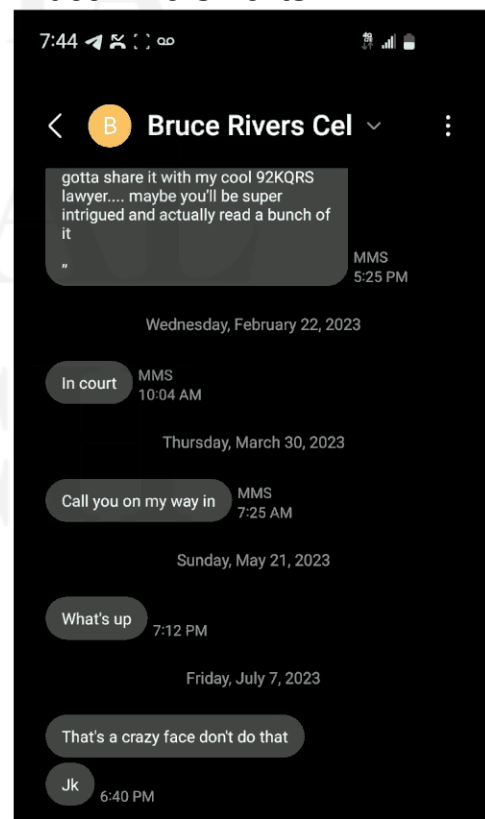 7:44
Bruce Rivers Cel
gotta share it with my cool 92KQRS
lawyer.... maybe you'll be super
intrigued and actually read a bunch of
it
"
MMS
5:25 PM
Wednesday, February 22, 2023
In court
MMS
10:04 AM
Thursday, March 30, 2023
Call you on my way in
MMS
7:25 AM
Sunday, May 21, 2023
What's up
7:12 PM
Friday, July 7, 2023
That's a crazy face don't do that
Jk
6:40 PM